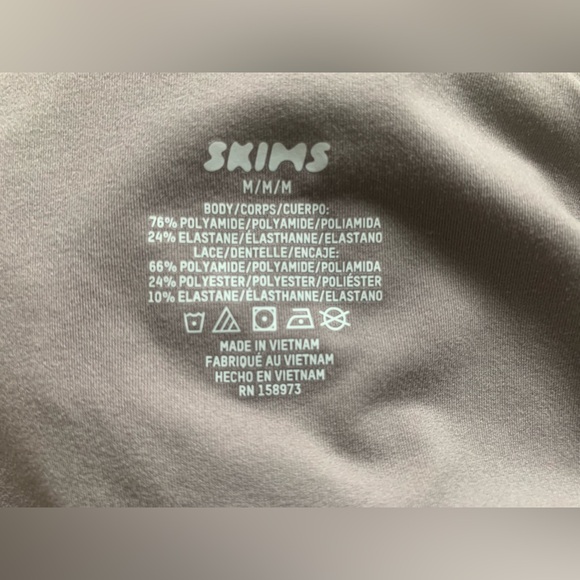 SKIMS
M/M/M
BODY/CORPS/CUERPO:
76% POLYAMIDE/POLYAMIDE/POLIAMIDA
24% ELASTANE/ÉLASTHANNE/ELASTANO
LACE/DENTELLE/ENCAJE:
66% POLYAMIDE/POLYAMIDE/POLIAMIDA
24% POLYESTER/POLYESTER/POLIÉSTER
10% ELASTANE/ÉLASTHANNE/ELASTANO
MADE IN VIETNAM
FABRIQUÉ AU VIETNAM
HECHO EN VIETNAM
RN 158973